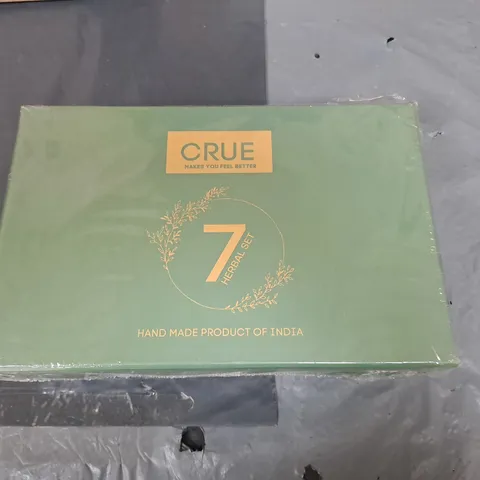 CRUE
MAKES YOU FEEL BETTER
7
HERBAL SET
HAND MADE PRODUCT OF INDIA